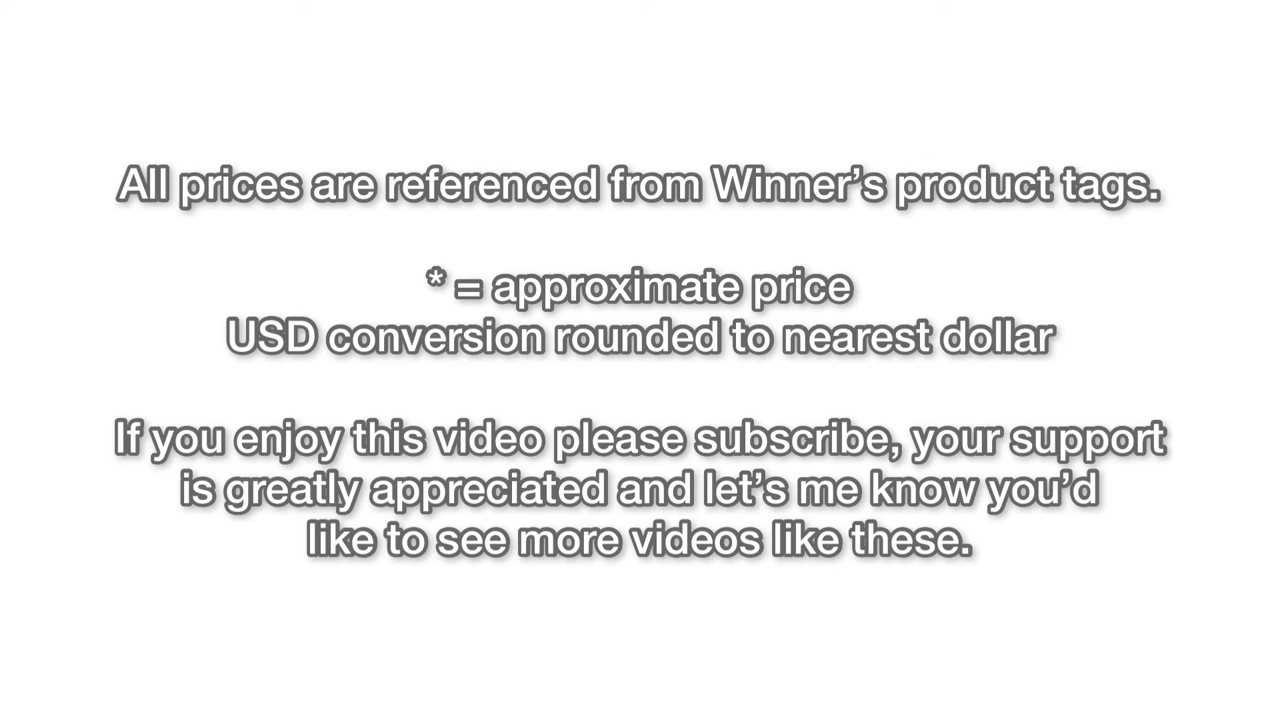 All prices are referenced from Winner’s product tags.
* = approximate price
USD conversion rounded to nearest dollar
If you enjoy this video please subscribe, your support
is greatly appreciated and let’s me know you’d
like to see more videos like these.